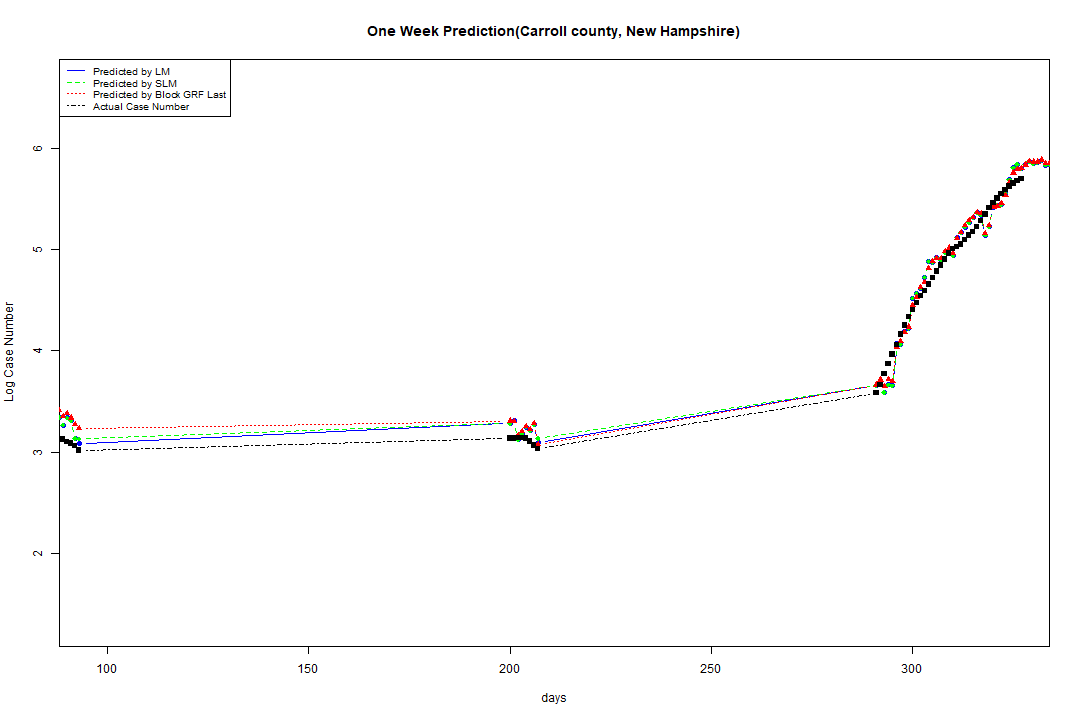 One Week Prediction(Carroll county, New Hampshire)
Predicted by LM
Predicted by SLM
Predicted by Block GRF Last
Actual Case Number
6
5
4
3
2
Log Case Number
100 150 200 250 300
days